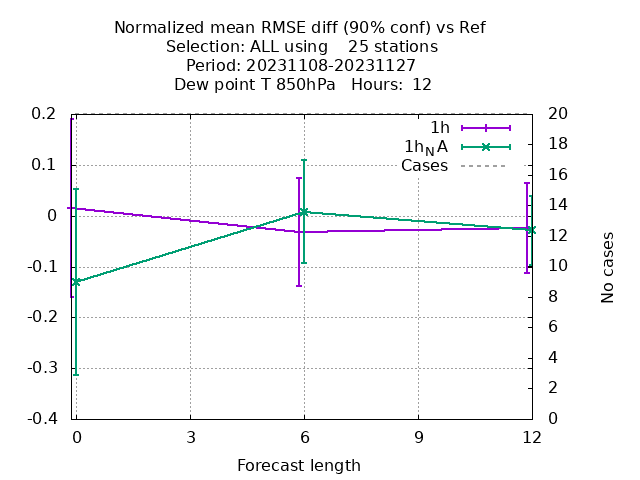 Normalized mean RMSE diff (90% conf) vs Ref
Selection: ALL using    25 stations
Period: 20231108-20231127
Dew point T 850hPa   Hours: 12
0.2
0.1
0
-0.1
-0.2
-0.3
-0.4
1h
1h_N A
Cases
20
18
16
14
12
10
8
6
4
2
0
No cases
0 3 6 9 12
Forecast length